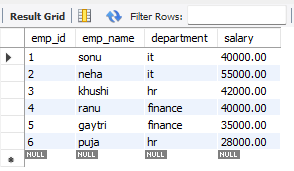 Result Grid Filter Rows:
emp_id emp_name department salary
1 sonu it 40000.00
2 neha it 55000.00
3 khushi hr 42000.00
4 ranu finance 40000.00
5 gaytri finance 35000.00
6 puja hr 28000.00
NULL NULL NULL NULL